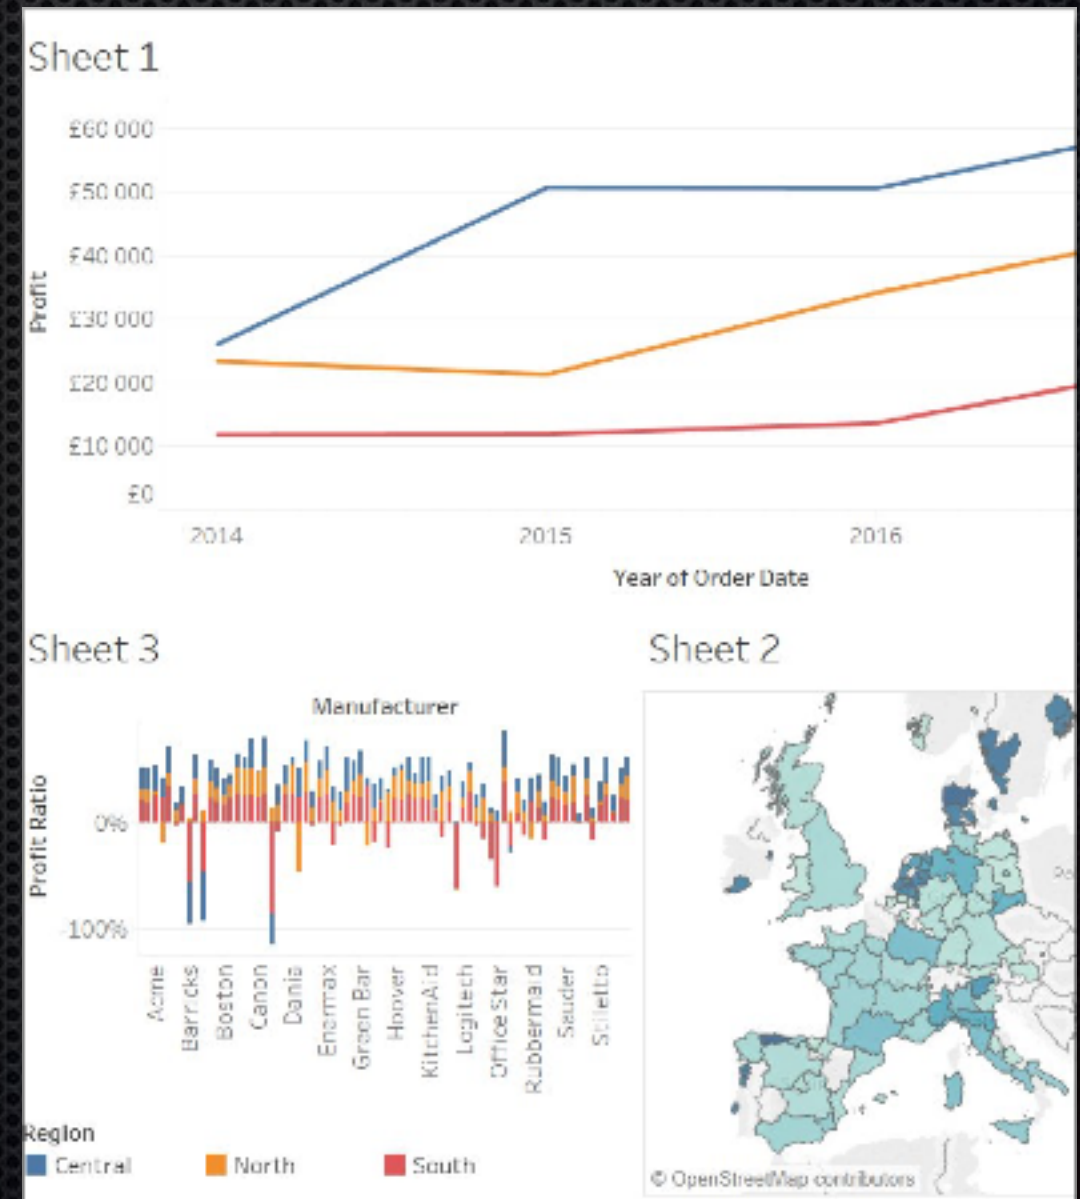 Sheet 1
£60 000
£50 000
£40 000
£30 000
£20 000
£10 000
£0
Profit
2014
2015
2016
Year of Order Date
Sheet 3
Manufacturer
Profit Ratio
0%
-100%
Acme
Barricks
Boston
Canon
Dania
Enermax
Green Bar
Hoover
KitchenAid
Logitech
Office Star
Rubbermaid
Sauder
Stiletto
Region
Central
North
South
Sheet 2
© OpenStreetMap contributors